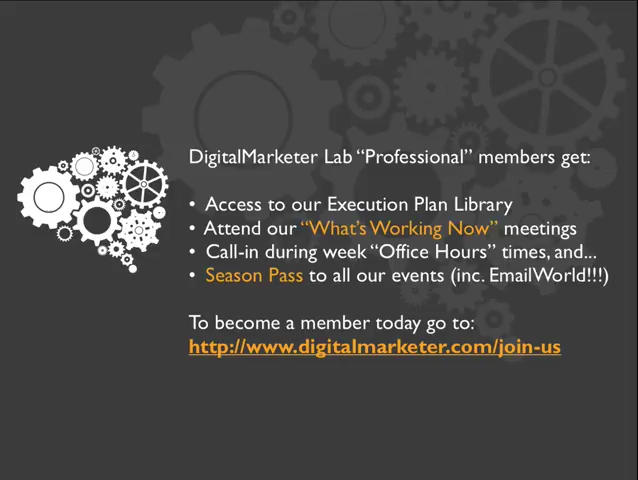 DigitalMarketer Lab “Professional” members get:
• Access to our Execution Plan Library
• Attend our “What’s Working Now” meetings
• Call-in during week “Office Hours” times, and...
• Season Pass to all our events (inc. EmailWorld!!!)
To become a member today go to:
http://www.digitalmarketer.com/join-us